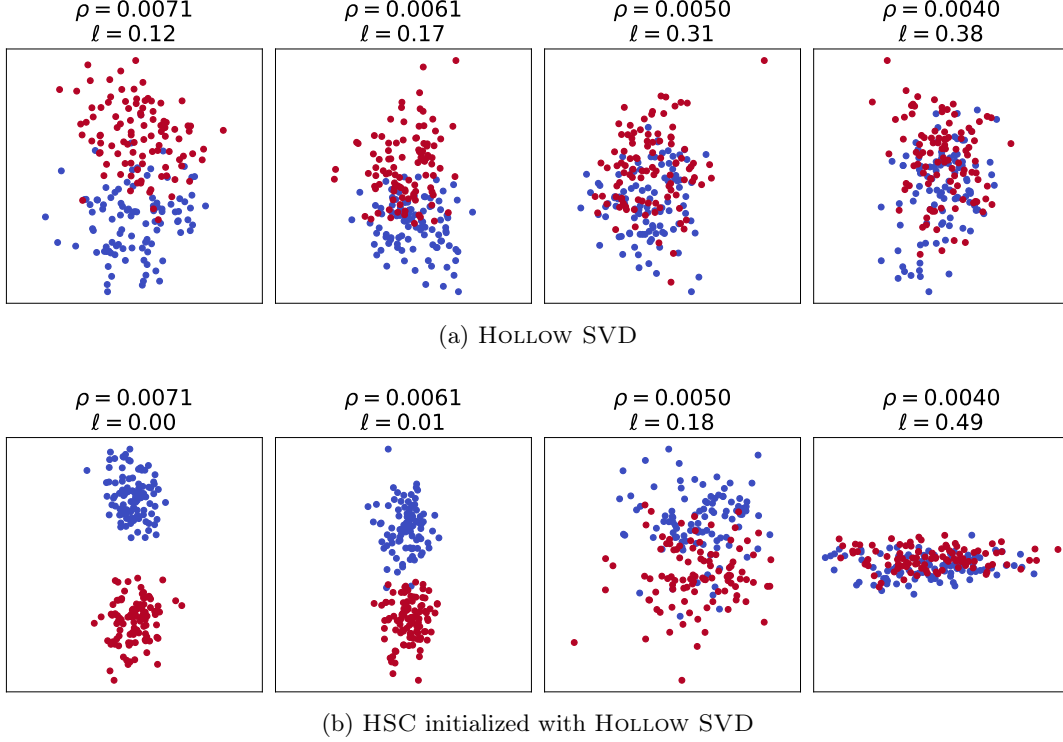 ρ = 0.0071 ρ = 0.0061 ρ = 0.0050 ρ = 0.0040
ℓ = 0.12 ℓ = 0.17 ℓ = 0.31 ℓ = 0.38
(a) HOLLOW SVD
ρ = 0.0071 ρ = 0.0061 ρ = 0.0050 ρ = 0.0040
ℓ = 0.00 ℓ = 0.01 ℓ = 0.18 ℓ = 0.49
(b) HSC initialized with HOLLOW SVD